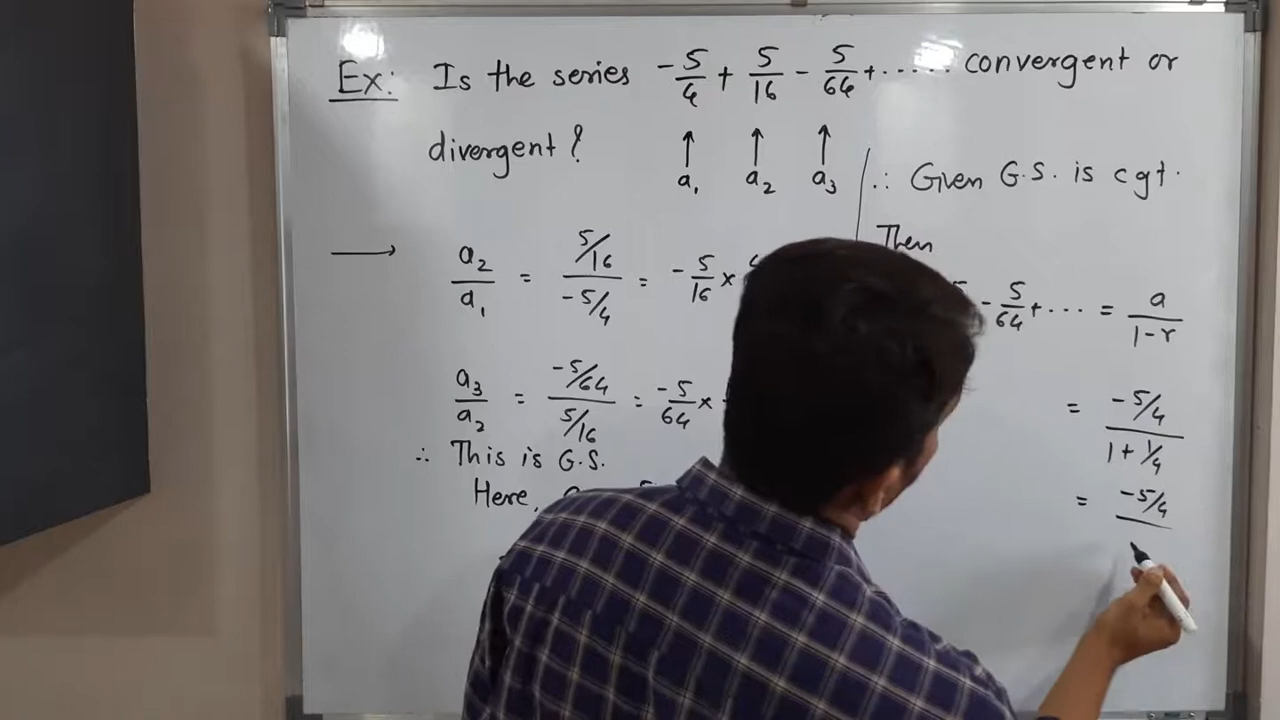 Ex: Is the series -5/4 + 5/16 - 5/64 + ...... convergent or
divergent?
↑ ↑ ↑
a₁ a₂ a₃
a₂/a₁ = (5/16)/(-5/4) = -5/16 ×
a₃/a₂ = (-5/64)/(5/16) = -5/64 ×
∴ This is G.S.
Here,
∴ Given G.S. is cgt.
Then
- 5/64 + ... = a/(1-r)
= (-5/4)/(1 + 1/4)
= -5/4